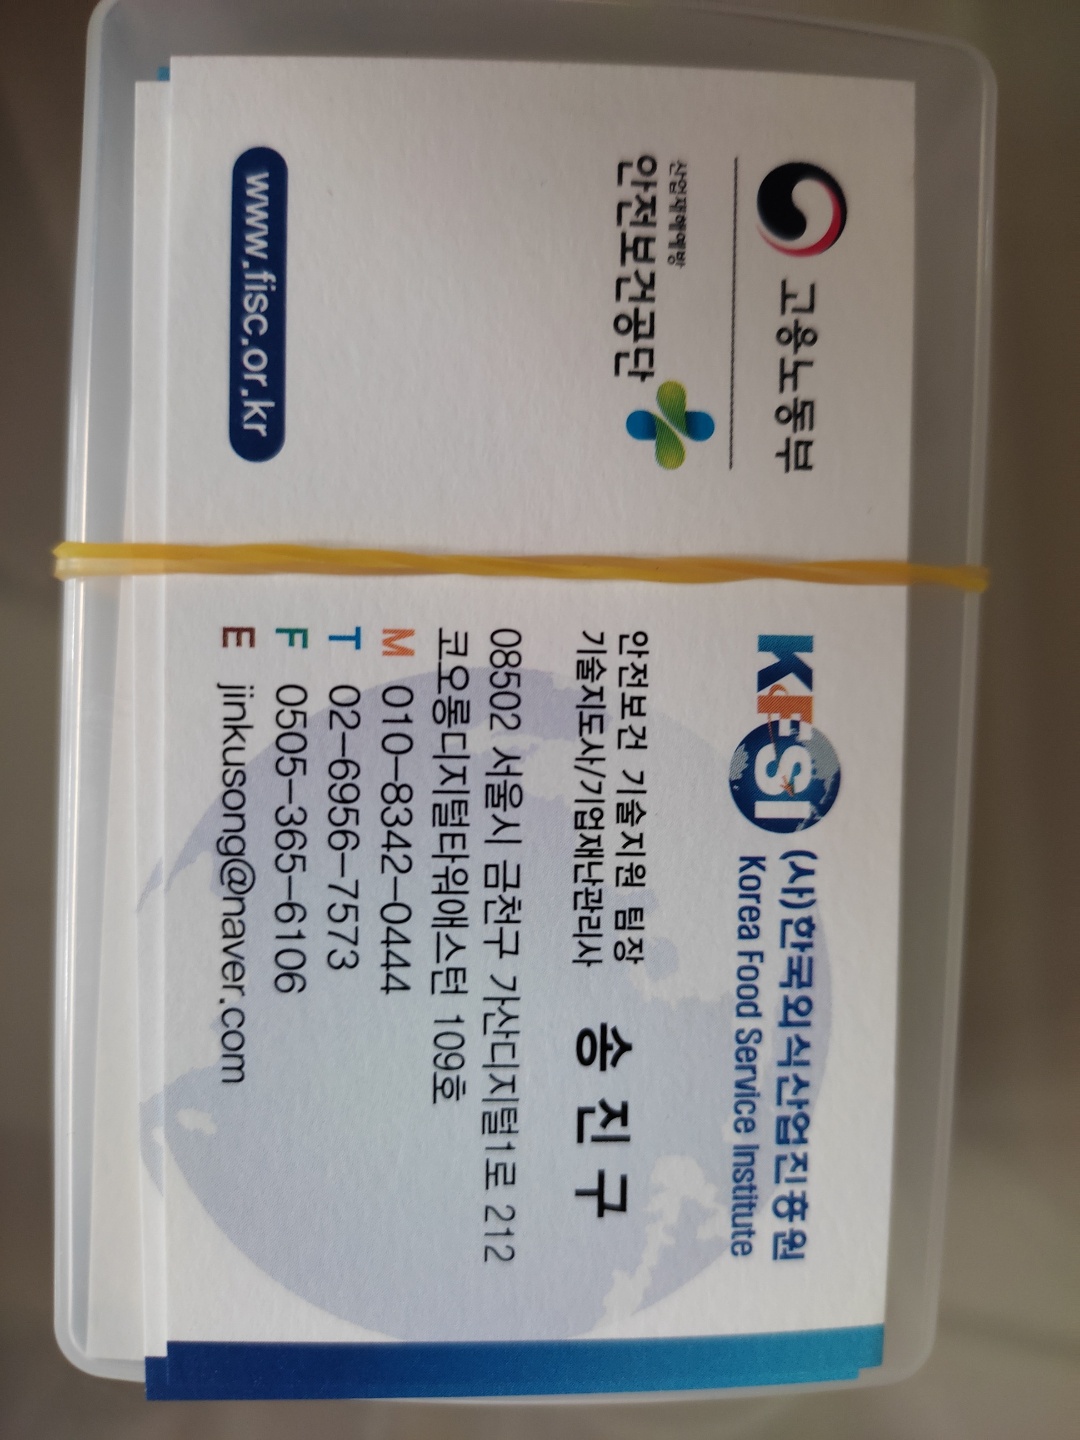 고용노동부
산업재해예방
안전보건공단
www.fisc.or.kr
KFSI
(사)한국외식산업진흥원
Korea Food Service Institute
안전보건 기술지원 팀장
기술지도사/기업재난관리사
송 진 구
08502 서울시 금천구 가산디지털1로 212
코오롱디지털타워애스턴 109호
M 010-8342-0444
T 02-6956-7573
F 0505-365-6106
E jinkusong@naver.com